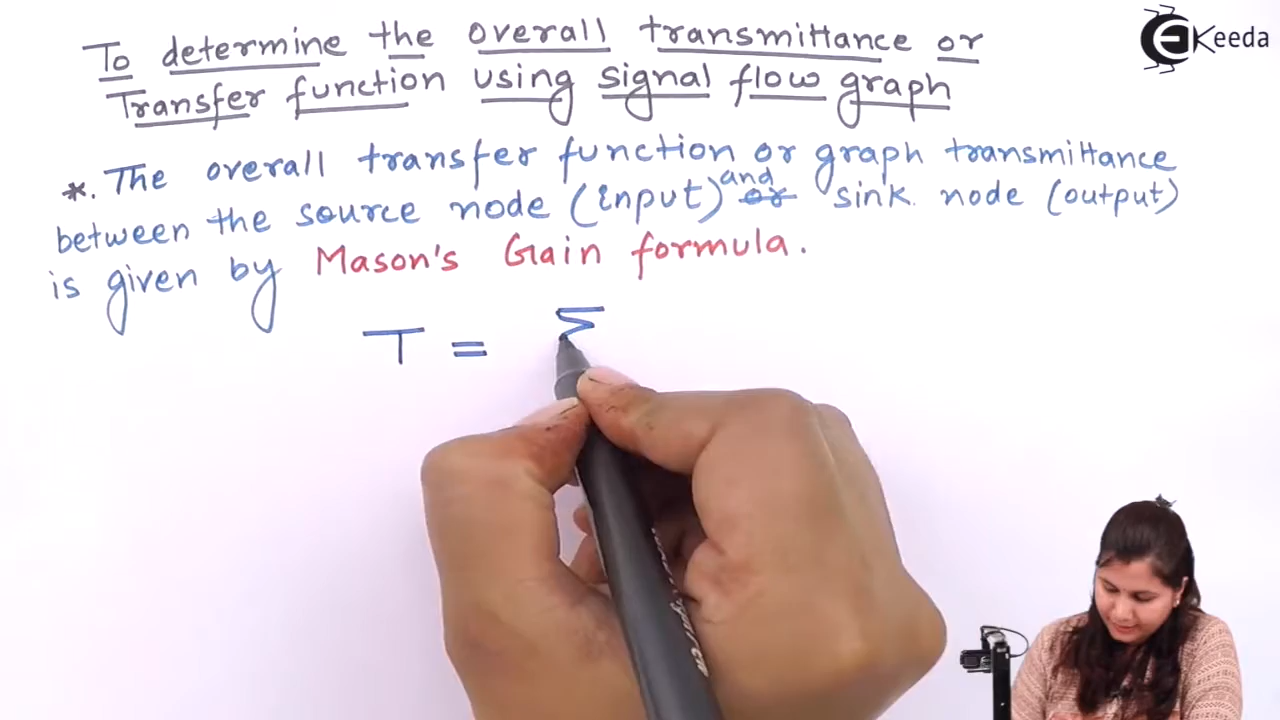 EKeeda
To determine the overall transmittance or
Transfer function using signal flow graph
*. The overall transfer function or graph transmittance
between the source node (Input) and or sink node (output)
is given by Mason's Gain formula.
T = Σ